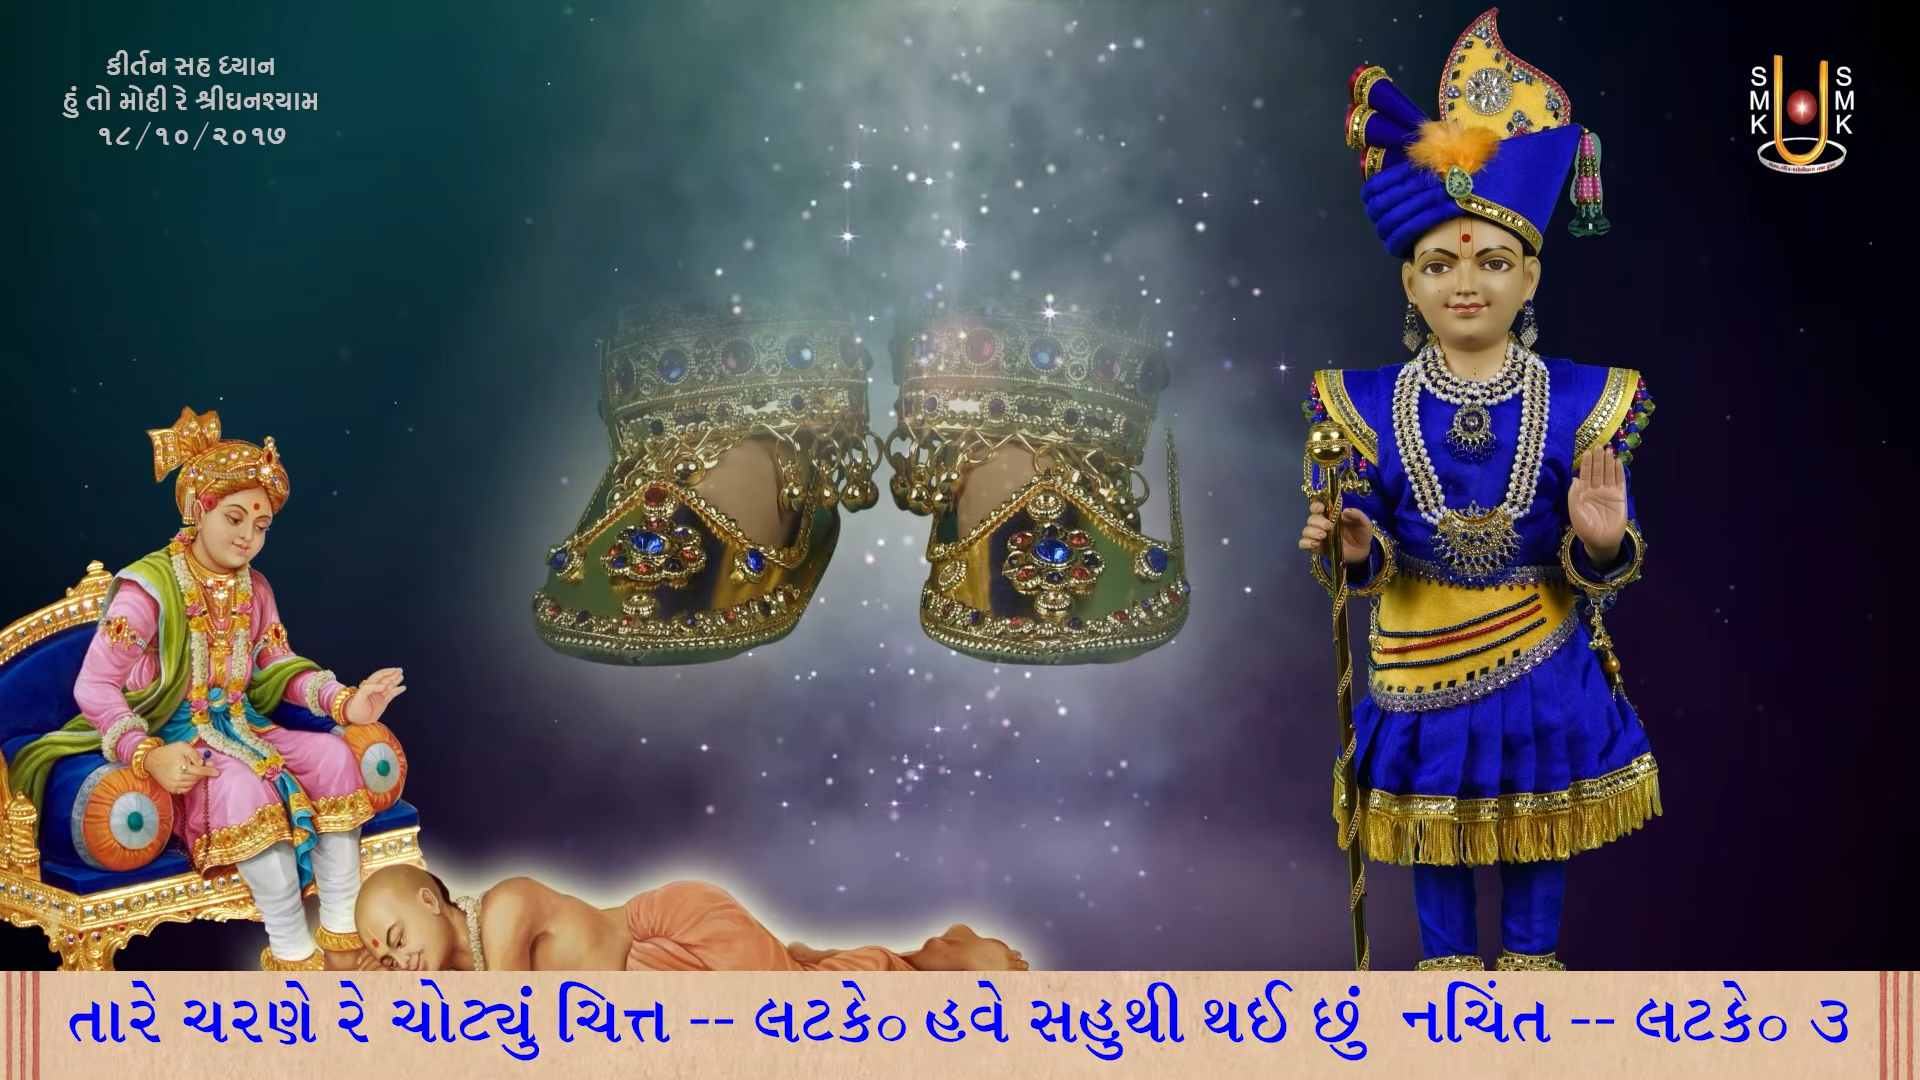 કીર્તન સહ ધ્યાન
હું તો મોહી રે શ્રીઘનશ્યામ
૧૮/૧૦/૨૦૧૭
SMK SMK
તારે ચરણે રે ચોટ્યું ચિત્ત -- લટકે૦ હવે સહુથી થઈ છું નચિંત -- લટકે૦ ૩